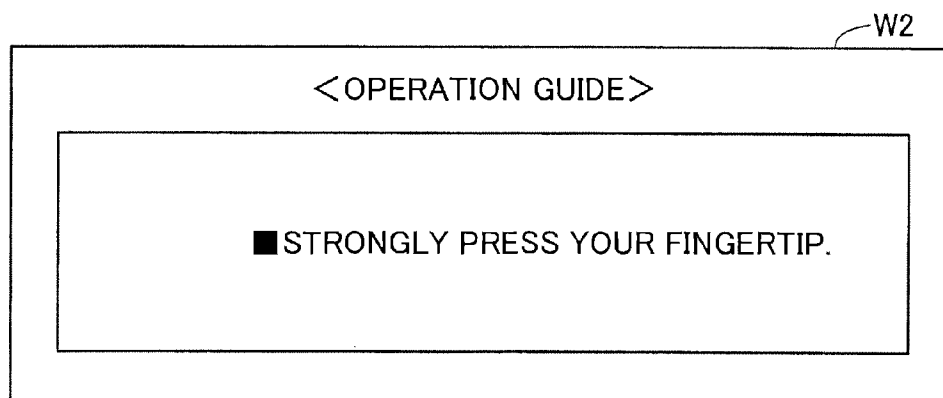 W2
<OPERATION GUIDE>
■STRONGLY PRESS YOUR FINGERTIP.